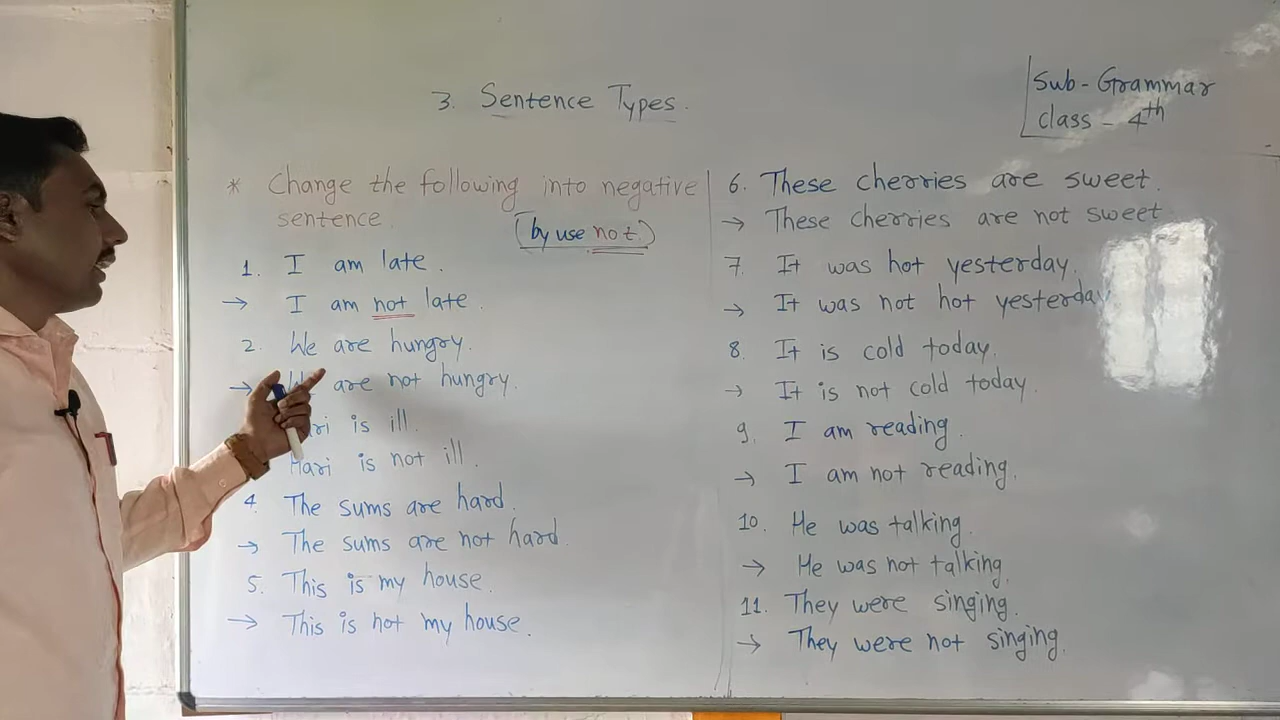 3. Sentence Types.
Sub-Grammar
Class - 4th
* Change the following into negative
sentence.
(by use not.)
1. I am late.
→ I am not late.
2. We are hungry.
→ are not hungry.
is ill.
Hari is not ill.
4. The sums are hard.
→ The sums are not hard.
5. This is my house.
→ This is not my house.
6. These cherries are sweet.
→ These cherries are not sweet
7. It was hot yesterday.
→ It was not hot yesterday
8. It is cold today.
→ It is not cold today.
9. I am reading.
→ I am not reading.
10. He was talking.
→ He was not talking.
11. They were singing.
→ They were not singing.